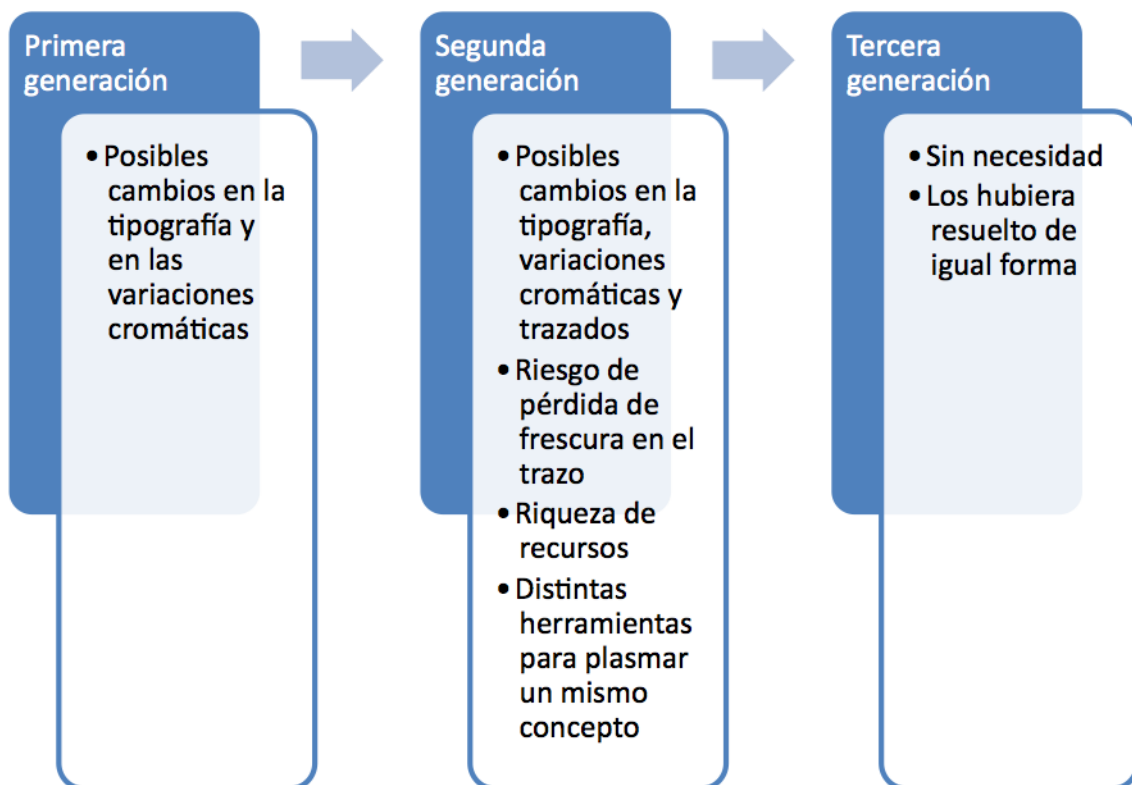 Primera
generación
• Posibles
cambios en la
tipografía y
en las
variaciones
cromáticas
Segunda
generación
• Posibles
cambios en la
tipografía,
variaciones
cromáticas y
trazados
• Riesgo de
pérdida de
frescura en el
trazo
• Riqueza de
recursos
• Distintas
herramientas
para plasmar
un mismo
concepto
Tercera
generación
• Sin necesidad
• Los hubiera
resuelto de
igual forma